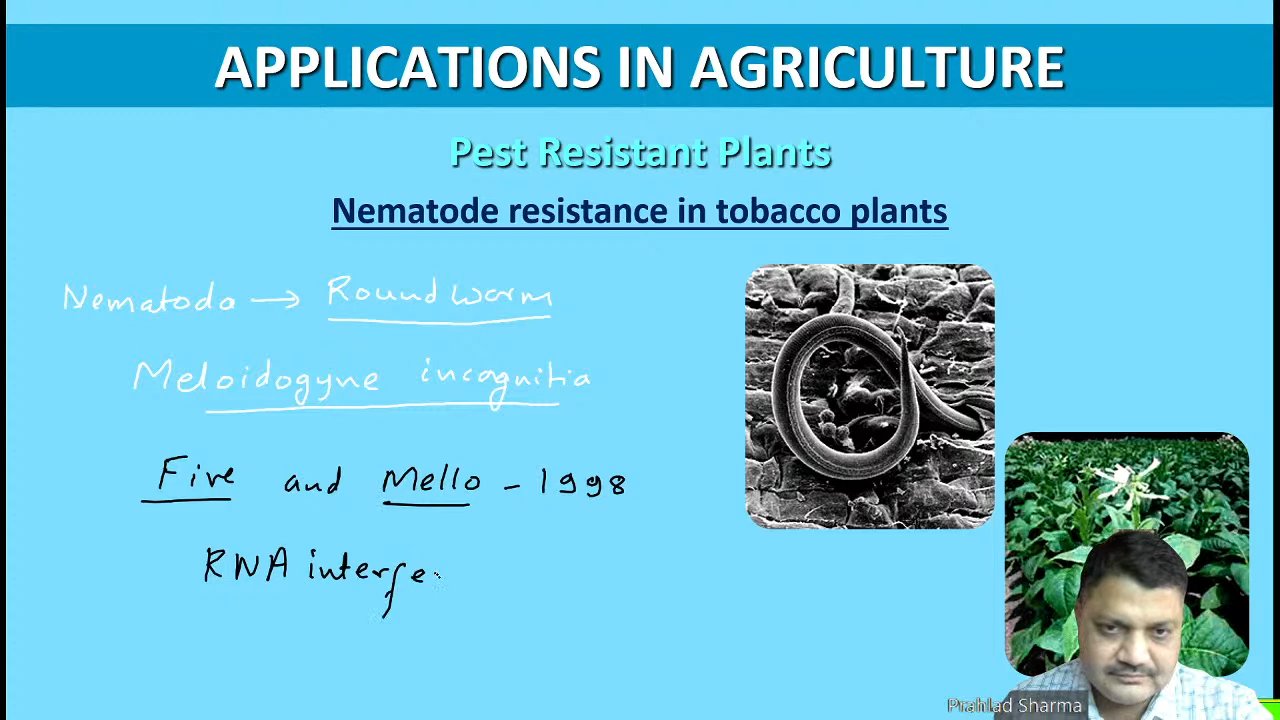 APPLICATIONS IN AGRICULTURE
Pest Resistant Plants
Nematode resistance in tobacco plants
Nematoda → Roundworm
Meloidogyne incognitia
Fire and Mello - 1998
RNA interfe
Prahlad Sharma